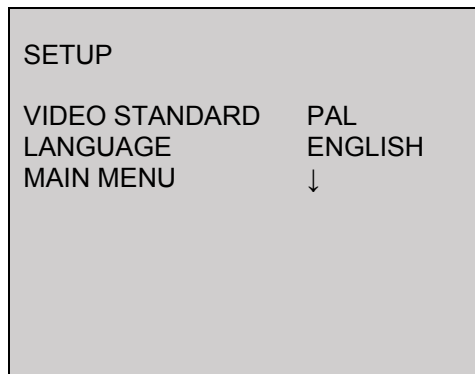 SETUP
VIDEO STANDARD PAL
LANGUAGE ENGLISH
MAIN MENU ↓